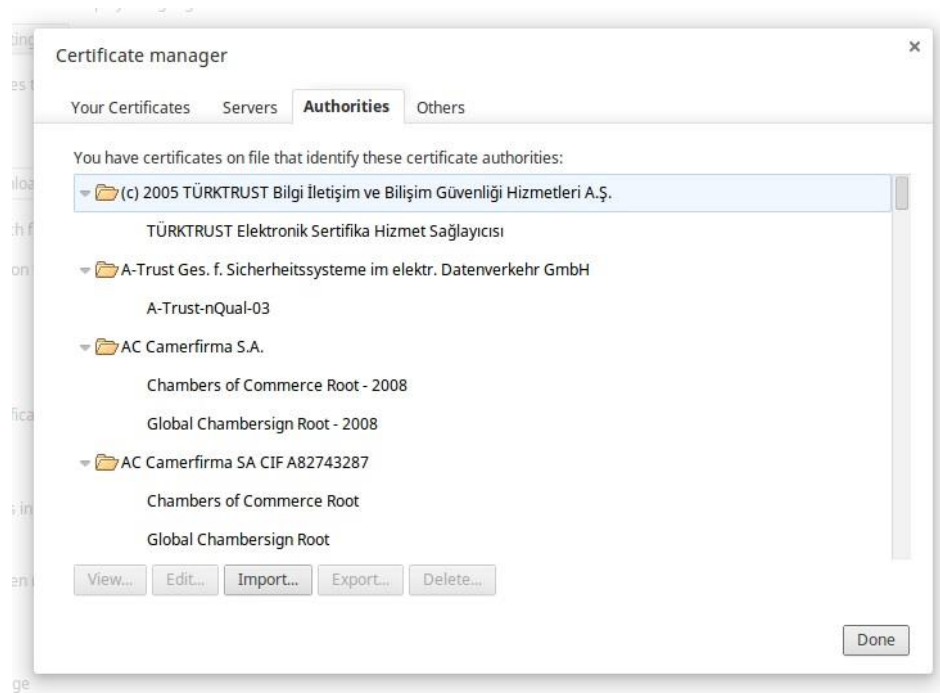 Certificate manager
×
Your Certificates Servers Authorities Others
You have certificates on file that identify these certificate authorities:
(c) 2005 TÜRKTRUST Bilgi İletişim ve Bilişim Güvenliği Hizmetleri A.Ş.
TÜRKTRUST Elektronik Sertifika Hizmet Sağlayıcısı
A-Trust Ges. f. Sicherheitssysteme im elektr. Datenverkehr GmbH
A-Trust-nQual-03
AC Camerfirma S.A.
Chambers of Commerce Root - 2008
Global Chambersign Root - 2008
AC Camerfirma SA CIF A82743287
Chambers of Commerce Root
Global Chambersign Root
View... Edit... Import... Export... Delete...
Done